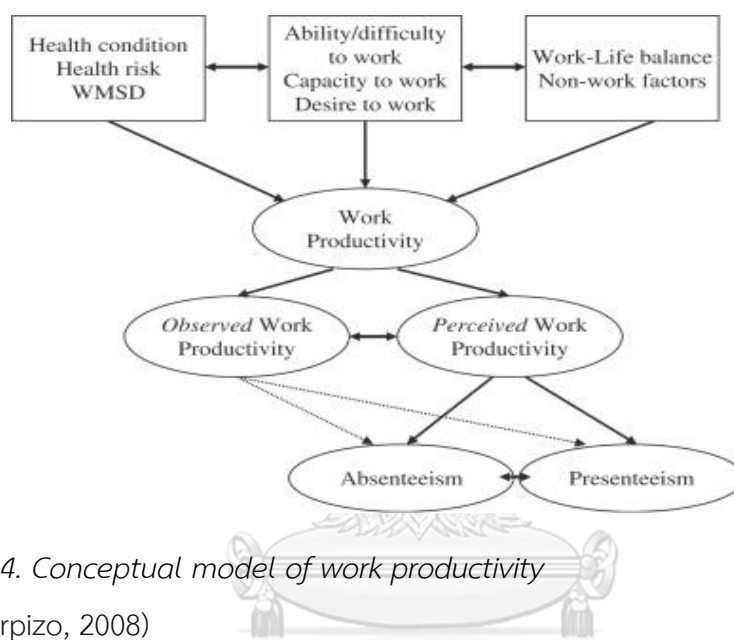 Health condition
Health risk
WMSD
Ability/difficulty
to work
Capacity to work
Desire to work
Work-Life balance
Non-work factors
Work
Productivity
Observed Work
Productivity
Perceived Work
Productivity
Absenteeism
Presenteeism
4. Conceptual model of work productivity
rpizo, 2008)